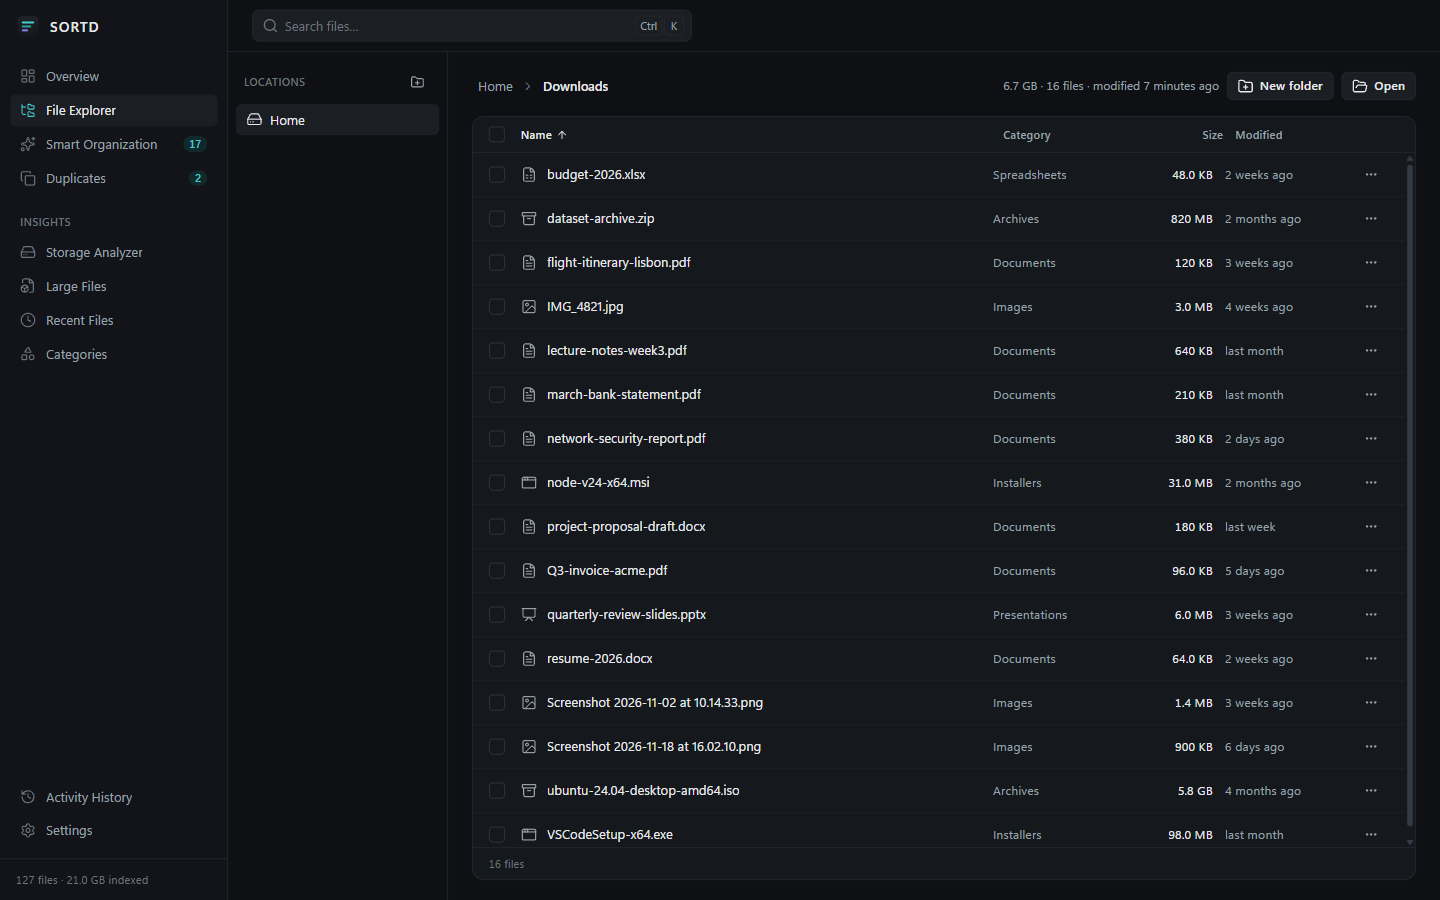 SORTD
Search files...
Ctrl K
Overview
File Explorer
Smart Organization 17
Duplicates 2
INSIGHTS
Storage Analyzer
Large Files
Recent Files
Categories
Activity History
Settings
127 files · 21.0 GB indexed
LOCATIONS
Home
Home > Downloads
6.7 GB · 16 files · modified 7 minutes ago
New folder
Open
Name ↑ Category Size Modified
budget-2026.xlsx Spreadsheets 48.0 KB 2 weeks ago
dataset-archive.zip Archives 820 MB 2 months ago
flight-itinerary-lisbon.pdf Documents 120 KB 3 weeks ago
IMG_4821.jpg Images 3.0 MB 4 weeks ago
lecture-notes-week3.pdf Documents 640 KB last month
march-bank-statement.pdf Documents 210 KB last month
network-security-report.pdf Documents 380 KB 2 days ago
node-v24-x64.msi Installers 31.0 MB 2 months ago
project-proposal-draft.docx Documents 180 KB last week
Q3-invoice-acme.pdf Documents 96.0 KB 5 days ago
quarterly-review-slides.pptx Presentations 6.0 MB 3 weeks ago
resume-2026.docx Documents 64.0 KB 2 weeks ago
Screenshot 2026-11-02 at 10.14.33.png Images 1.4 MB 3 weeks ago
Screenshot 2026-11-18 at 16.02.10.png Images 900 KB 6 days ago
ubuntu-24.04-desktop-amd64.iso Archives 5.8 GB 4 months ago
VSCodeSetup-x64.exe Installers 98.0 MB last month
16 files